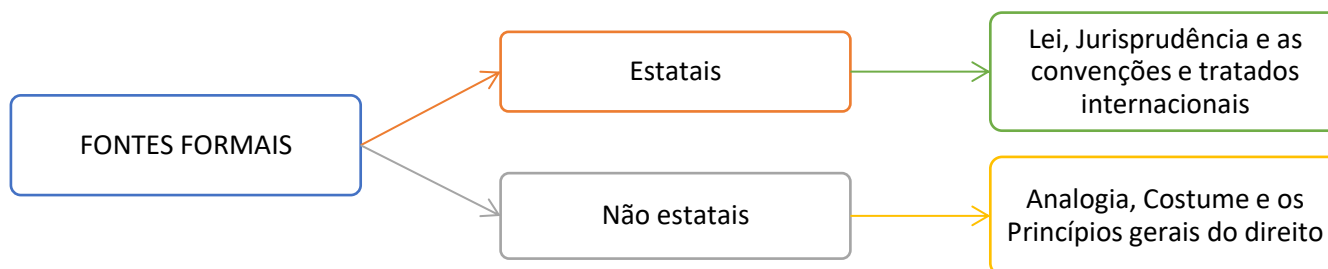 FONTES FORMAIS
Estatais
Lei, Jurisprudência e as
convenções e tratados
internacionais
Não estatais
Analogia, Costume e os
Princípios gerais do direito